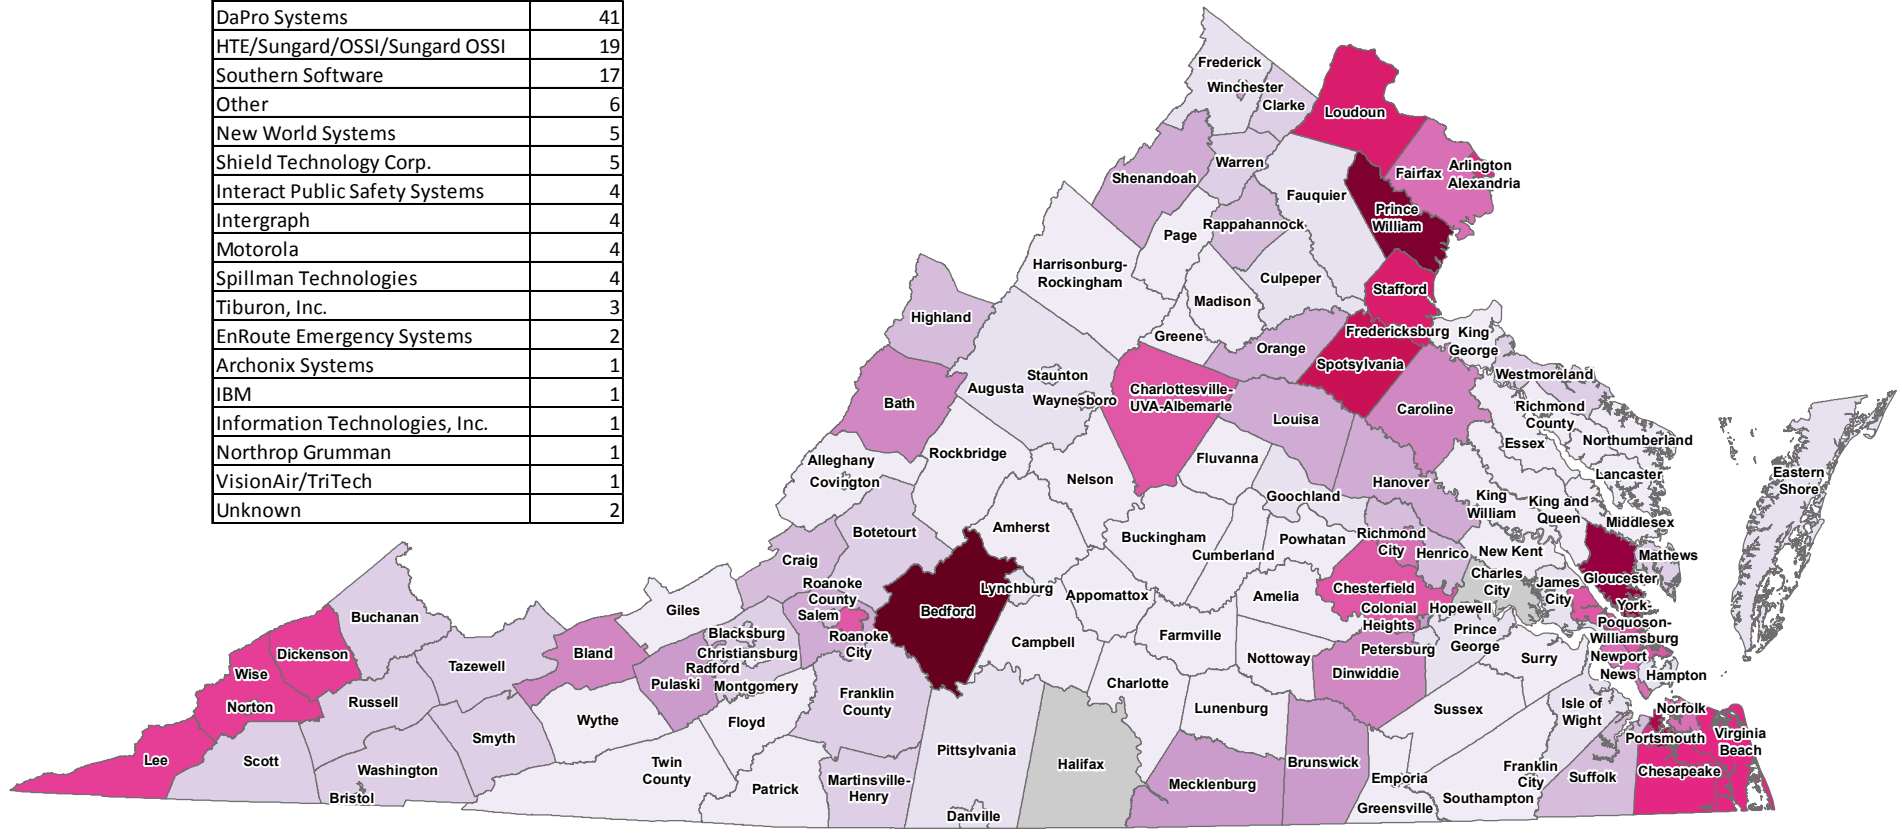 DaPro Systems 41
HTE/Sungard/OSSI/Sungard OSSI 19
Southern Software 17
Other 6
New World Systems 5
Shield Technology Corp. 5
Interact Public Safety Systems 4
Intergraph 4
Motorola 4
Spillman Technologies 4
Tiburon, Inc. 3
EnRoute Emergency Systems 2
Archonix Systems 1
IBM 1
Information Technologies, Inc. 1
Northrop Grumman 1
VisionAir/TriTech 1
Unknown 2
Frederick
Winchester
Clarke
Loudoun
Warren
Shenandoah
Fairfax
Arlington
Alexandria
Fauquier
Prince
William
Page
Rappahannock
Harrisonburg-
Rockingham
Culpeper
Madison
Stafford
Highland
Greene
Orange
Fredericksburg
King
George
Spotsylvania
Augusta
Staunton
Waynesboro
Charlottesville-
UVA-Albemarle
Westmoreland
Bath
Louisa
Caroline
Richmond
County
Essex
Northumberland
Alleghany
Covington
Rockbridge
Nelson
Fluvanna
Goochland
Hanover
Lancaster
Eastern
Shore
King
William
King and
Queen
Middlesex
Botetourt
Amherst
Buckingham
Cumberland
Powhatan
Richmond
City
Henrico
New Kent
Mathews
Craig
Gloucester
Charles
City
James
City
Roanoke
County
Salem
Lynchburg
Bedford
Appomattox
Amelia
Chesterfield
Colonial
Heights
Hopewell
York-
Poquoson-
Williamsburg
Giles
Buchanan
Blacksburg
Christiansburg
Radford
Roanoke
City
Campbell
Farmville
Nottoway
Petersburg
Prince
George
Surry
Newport
News
Hampton
Dickenson
Wise
Norton
Tazewell
Bland
Pulaski
Montgomery
Dinwiddie
Russell
Wythe
Floyd
Franklin
County
Charlotte
Lunenburg
Sussex
Isle of
Wight
Norfolk
Portsmouth
Virginia
Beach
Lee
Scott
Smyth
Washington
Bristol
Twin
County
Patrick
Martinsville-
Henry
Pittsylvania
Danville
Halifax
Mecklenburg
Brunswick
Emporia
Greensville
Franklin
City
Southampton
Suffolk
Chesapeake